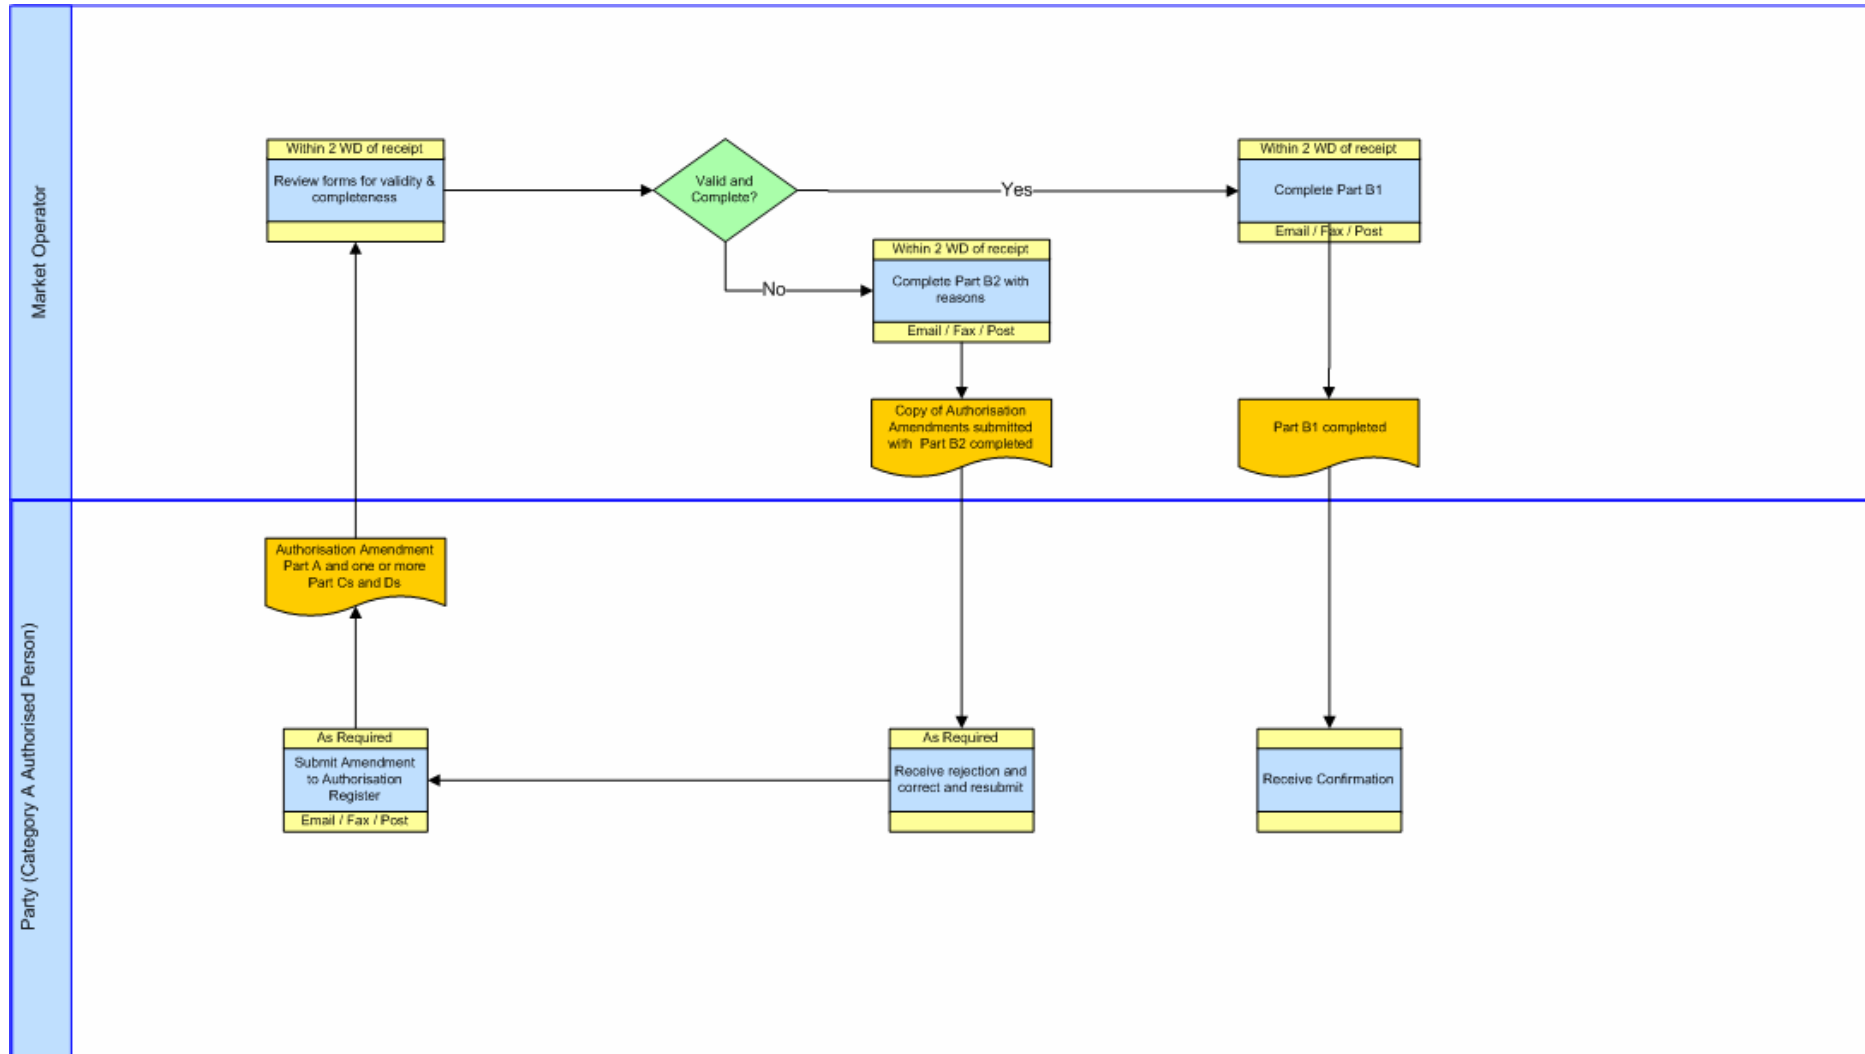 Market Operator
Within 2 WD of receipt
Review forms for validity &
completeness
Valid and
Complete?
Yes
Within 2 WD of receipt
Complete Part B1
Email / Fax / Post
No
Within 2 WD of receipt
Complete Part B2 with
reasons
Email / Fax / Post
Copy of Authorisation
Amendments submitted
with Part B2 completed
Part B1 completed
Party (Category A Authorised Person)
Authorisation Amendment
Part A and one or more
Part Cs and Ds
As Required
Submit Amendment
to Authorisation
Register
Email / Fax / Post
As Required
Receive rejection and
correct and resubmit
Receive Confirmation